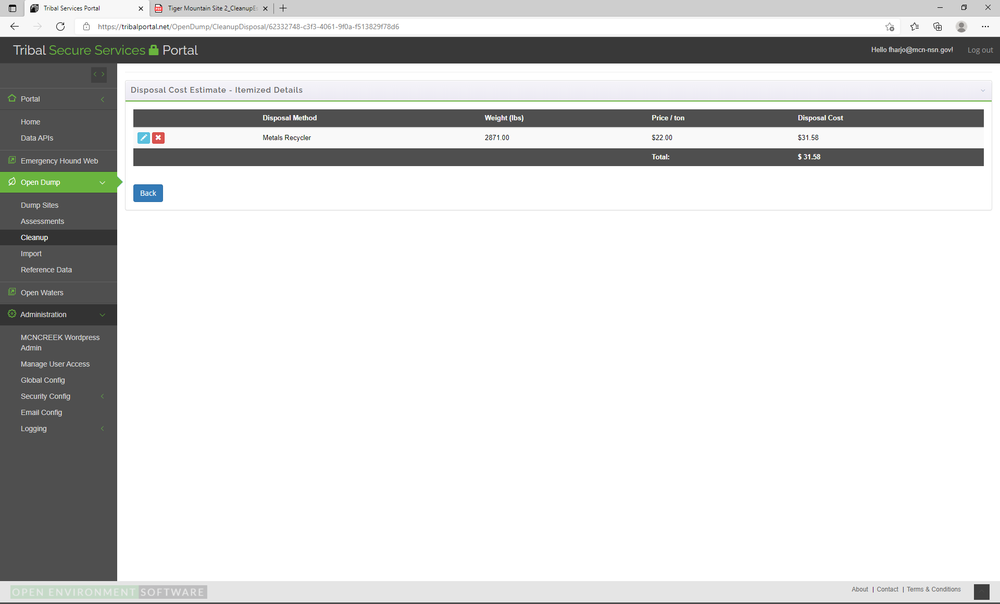 Tribal Services Portal
Tiger Mountain Site 2_CleanupEs
https://tribalportal.net/OpenDump/CleanupDisposal/62332748-c3f3-4061-9f0a-f513829f78d6
Tribal Secure Services Portal
Hello fharjo@mcn-nsn.gov!
Log out
Portal
Home
Data APIs
Emergency Hound Web
Open Dump
Dump Sites
Assessments
Cleanup
Import
Reference Data
Open Waters
Administration
MCNCREEK Wordpress
Admin
Manage User Access
Global Config
Security Config
Email Config
Logging
Disposal Cost Estimate - Itemized Details
Disposal Method Weight (lbs) Price / ton Disposal Cost
Metals Recycler 2871.00 $22.00 $31.58
Total: $ 31.58
Back
OPEN ENVIRONMENT SOFTWARE
About | Contact | Terms & Conditions